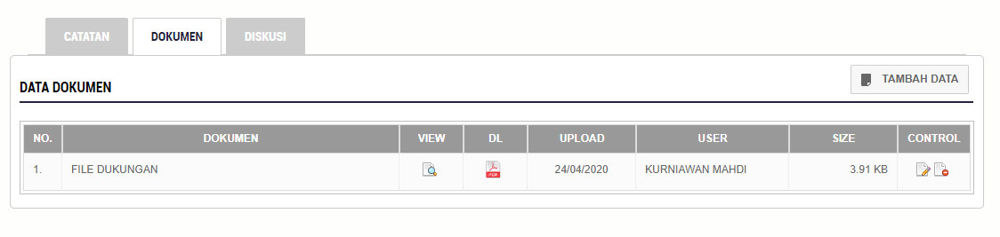 CATATAN DOKUMEN DISKUSI
TAMBAH DATA
DATA DOKUMEN
NO. DOKUMEN VIEW DL UPLOAD USER SIZE CONTROL
1. FILE DUKUNGAN PDF 24/04/2020 KURNIAWAN MAHDI 3.91 KB